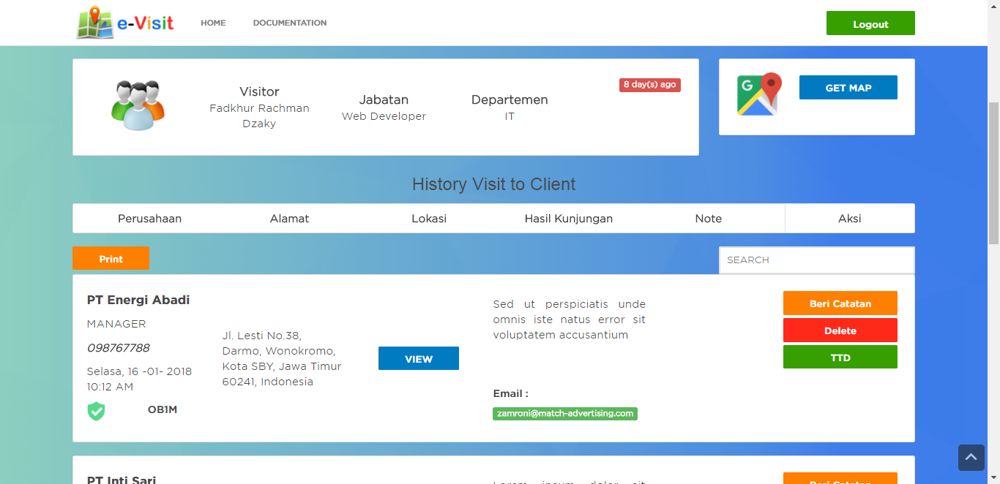 e-Visit
HOME
DOCUMENTATION
Logout
Visitor
Fadkhur Rachman
Dzaky
Jabatan
Web Developer
Departemen
IT
8 day(s) ago
G
GET MAP
History Visit to Client
Perusahaan
Alamat
Lokasi
Hasil Kunjungan
Note
Aksi
Print
SEARCH
PT Energi Abadi
MANAGER
098767788
Selasa, 16 -01- 2018
10:12 AM
OB1M
Jl. Lesti No.38,
Darmo, Wonokromo,
Kota SBY, Jawa Timur
60241, Indonesia
VIEW
Sed ut perspiciatis unde
omnis iste natus error sit
voluptatem accusantium
Email :
zamroni@match-advertising.com
Beri Catatan
Delete
TTD
PT Inti Sari
Lorem ipsum dolor sit
Beri Catatan